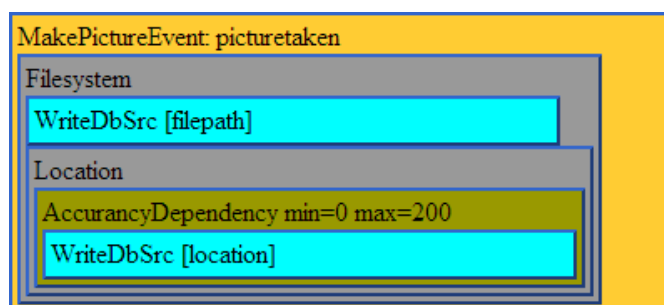 MakePictureEvent: picturetaken
Filesystem
WriteDbSrc [filepath]
Location
AccurancyDependency min=0 max=200
WriteDbSrc [location]